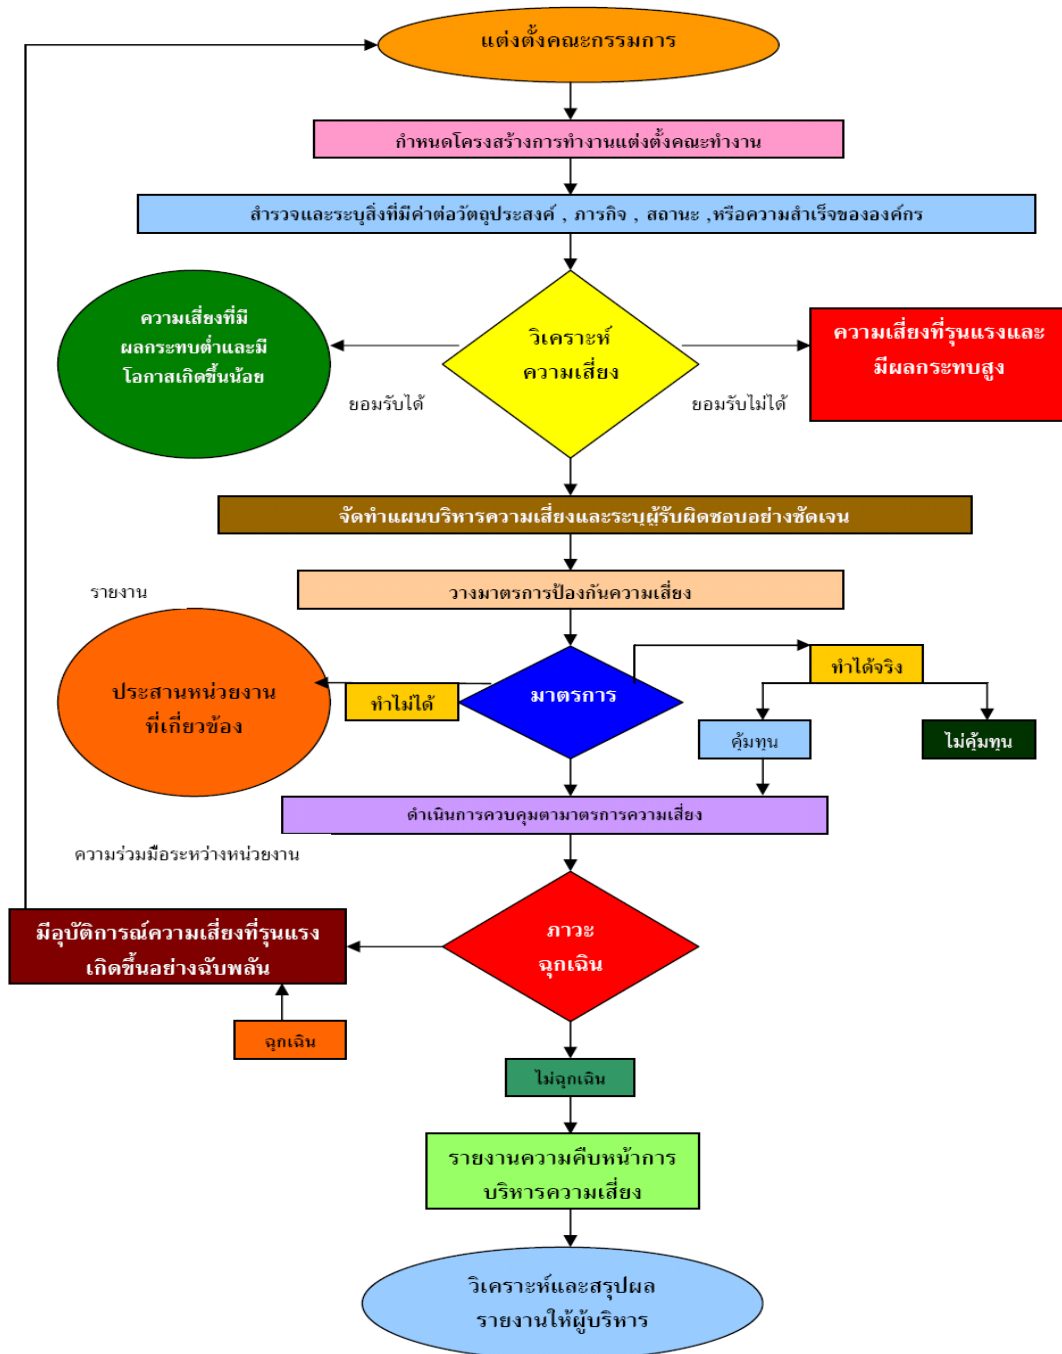 แต่งตั้งคณะกรรมการ
กำหนดโครงสร้างการทำงานแต่งตั้งคณะทำงาน
สำรวจและระบุสิ่งที่มีค่าต่อวัตถุประสงค์ , ภารกิจ , สถานะ ,หรือความสำเร็จขององค์กร
ความเสี่ยงที่มี
ผลกระทบต่ำและมี
โอกาสเกิดขึ้นน้อย
วิเคราะห์
ความเสี่ยง
ความเสี่ยงที่รุนแรงและ
มีผลกระทบสูง
ยอมรับได้
ยอมรับไม่ได้
จัดทำแผนบริหารความเสี่ยงและระบุผู้รับผิดชอบอย่างชัดเจน
วางมาตรการป้องกันความเสี่ยง
รายงาน
ประสานหน่วยงาน
ที่เกี่ยวข้อง
ทำไม่ได้
มาตรการ
ทำได้จริง
คุ้มทุน
ไม่คุ้มทุน
ดำเนินการควบคุมตามาตรการความเสี่ยง
ความร่วมมือระหว่างหน่วยงาน
มีอุบัติการณ์ความเสี่ยงที่รุนแรง
เกิดขึ้นอย่างฉับพลัน
ภาวะ
ฉุกเฉิน
ฉุกเฉิน
ไม่ฉุกเฉิน
รายงานความคืบหน้าการ
บริหารความเสี่ยง
วิเคราะห์และสรุปผล
รายงานให้ผู้บริหาร